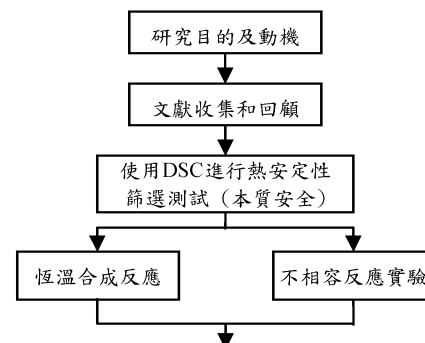 研究目的及動機
文獻收集和回顧
使用DSC進行熱安定性
篩選測試（本質安全）
恆溫合成反應
不相容反應實驗